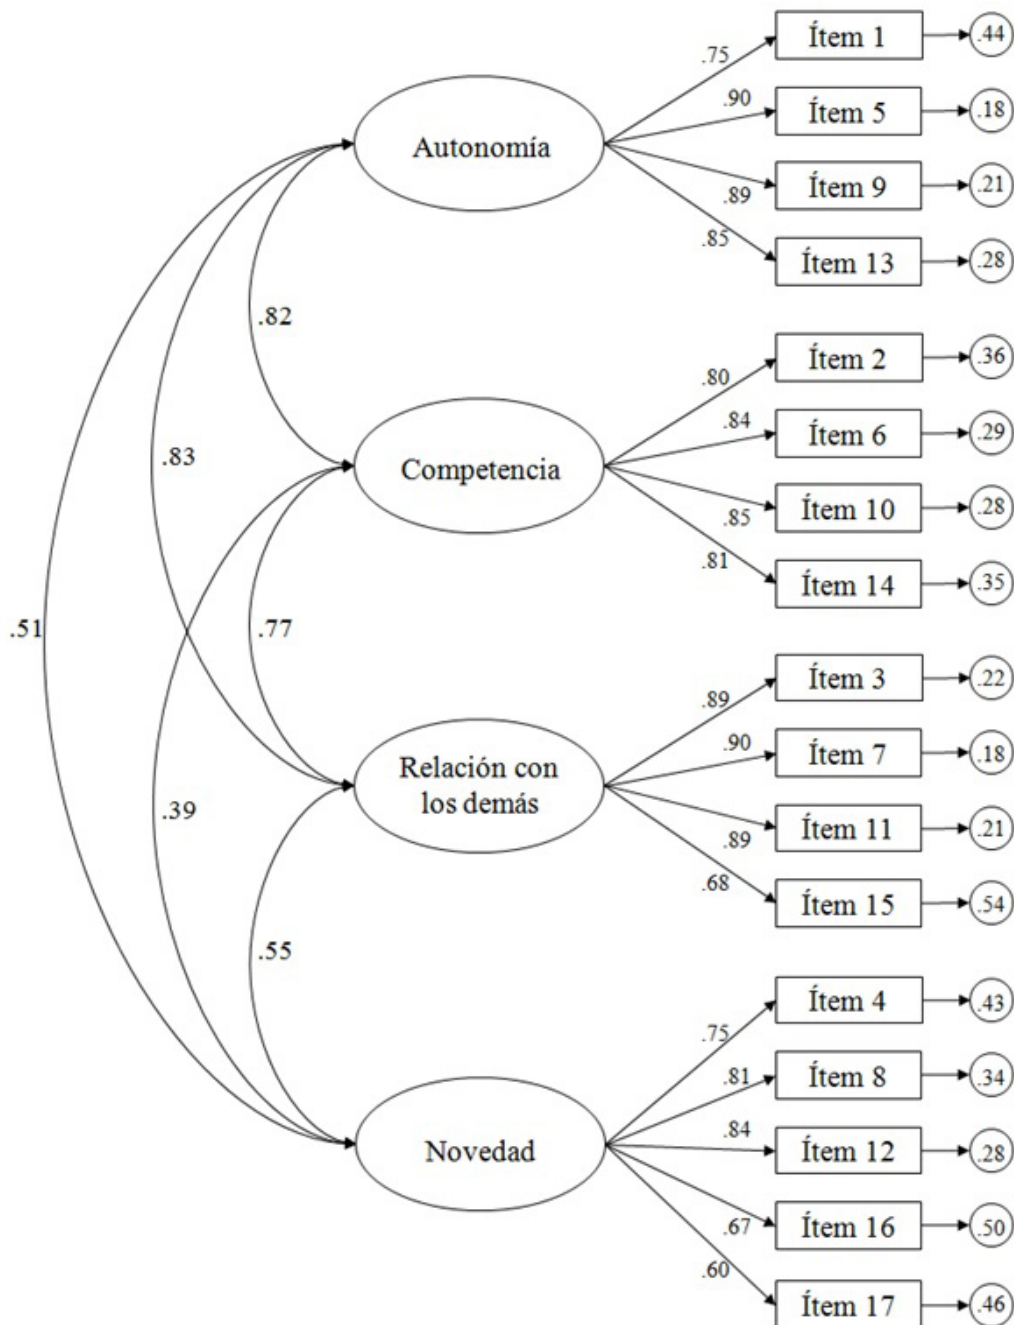 Ítem 1
.44
.75
Ítem 5
.18
.90
Autonomía
Ítem 9
.21
.89
Ítem 13
.28
.85
.82
Ítem 2
.36
.80
Ítem 6
.29
.84
.83
Competencia
Ítem 10
.28
.85
Ítem 14
.35
.81
.51
.77
Ítem 3
.22
.89
Ítem 7
.18
.90
Relación con
los demás
.39
Ítem 11
.21
.89
Ítem 15
.54
.68
.55
Ítem 4
.43
.75
Ítem 8
.34
.81
Novedad
Ítem 12
.28
.84
Ítem 16
.50
.67
Ítem 17
.46
.60